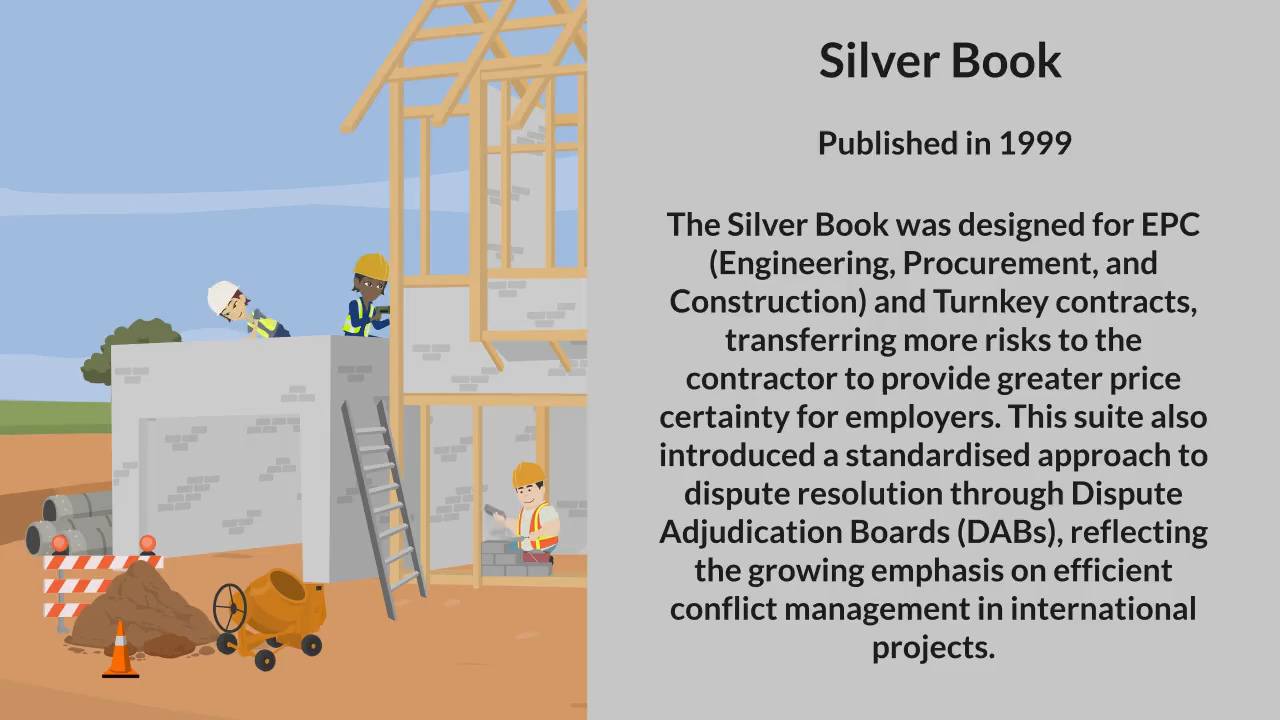 Silver Book
Published in 1999
The Silver Book was designed for EPC
(Engineering, Procurement, and
Construction) and Turnkey contracts,
transferring more risks to the
contractor to provide greater price
certainty for employers. This suite also
introduced a standardised approach to
dispute resolution through Dispute
Adjudication Boards (DABs), reflecting
the growing emphasis on efficient
conflict management in international
projects.